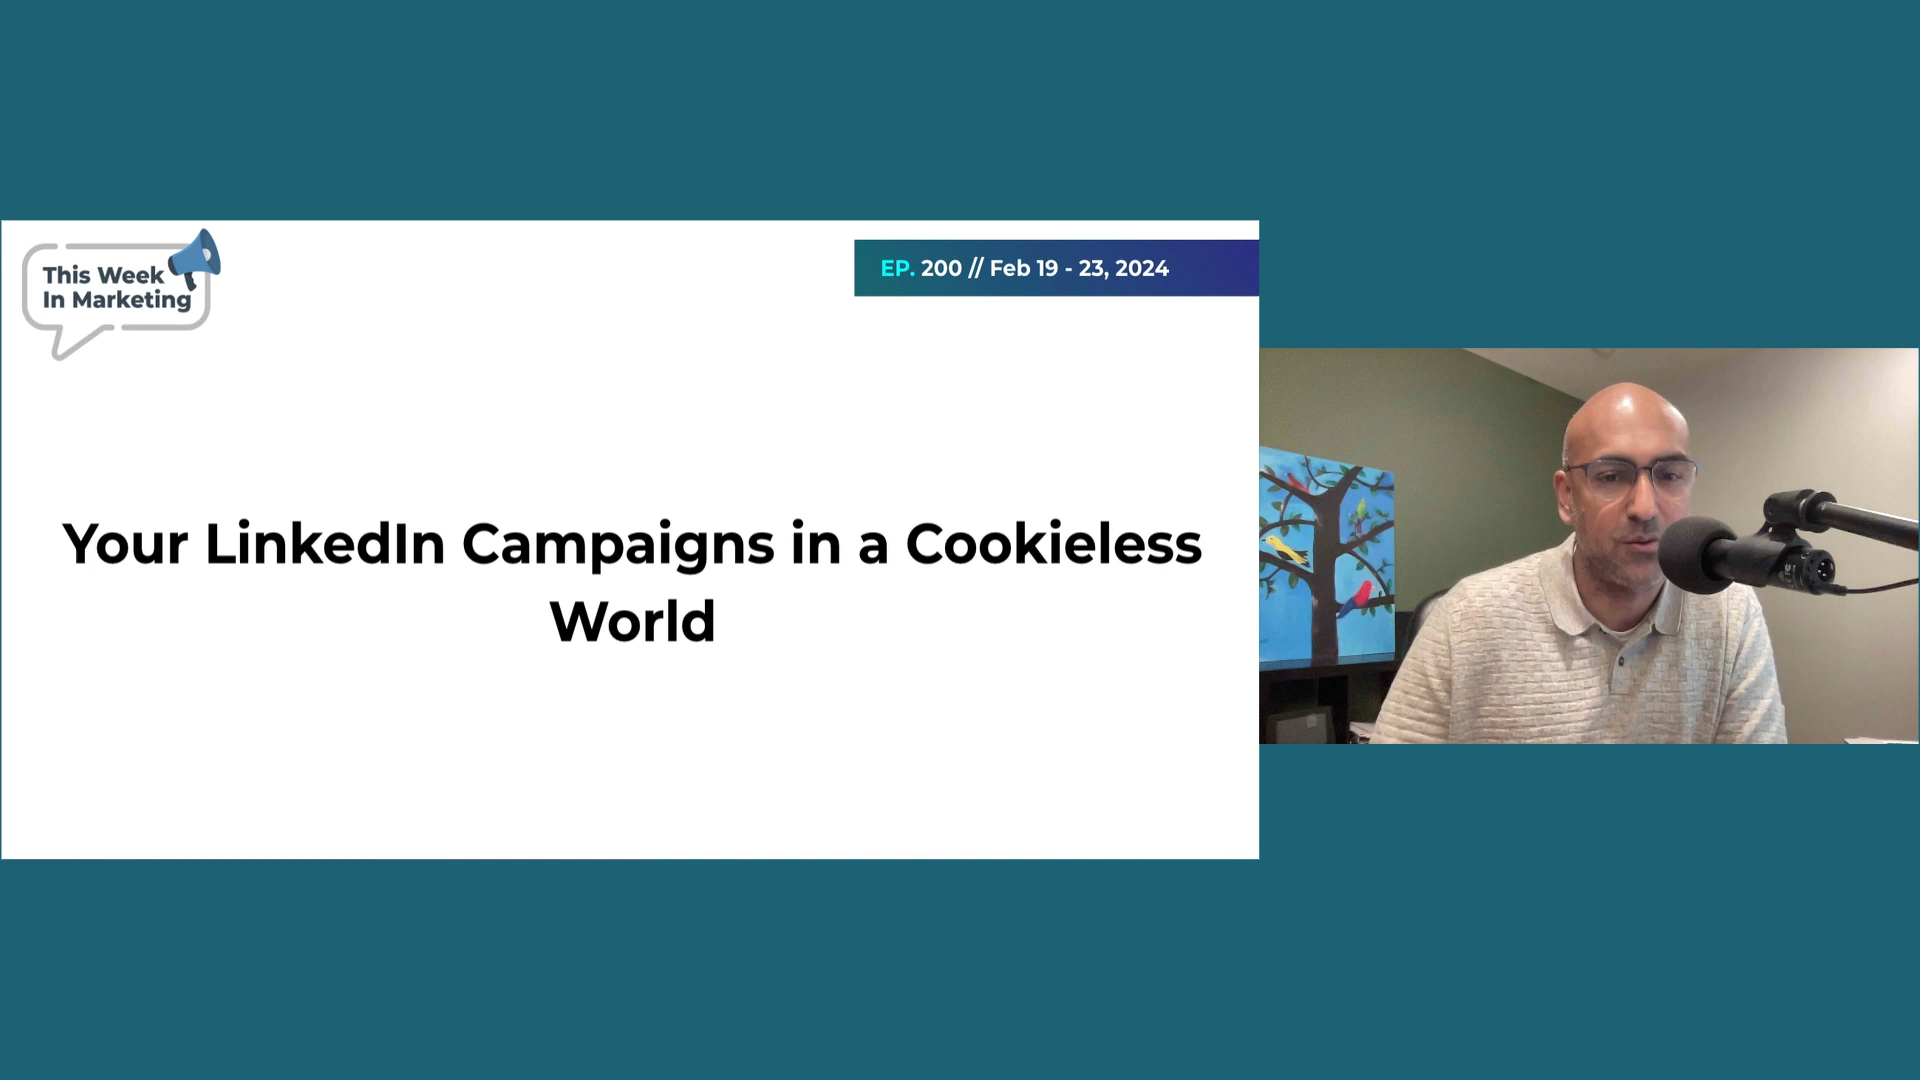 This Week
In Marketing
EP. 200 // Feb 19 - 23, 2024
Your LinkedIn Campaigns in a Cookieless
World